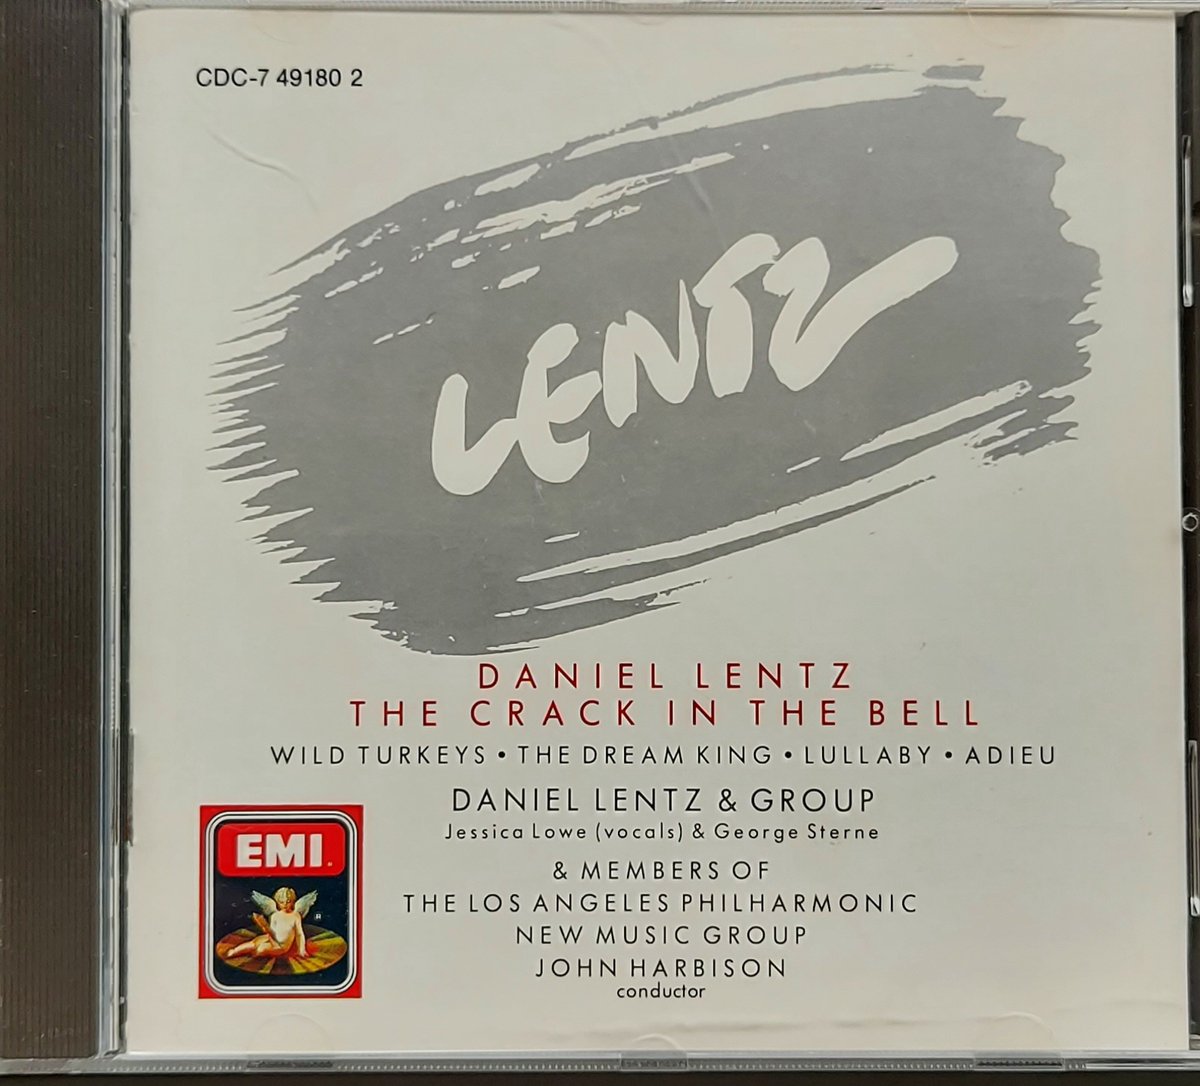 CDC-7 49180 2
LENTZ
DANIEL LENTZ
THE CRACK IN THE BELL
WILD TURKEYS • THE DREAM KING • LULLABY • ADIEU
DANIEL LENTZ & GROUP
Jessica Lowe (vocals) & George Sterne
& MEMBERS OF
THE LOS ANGELES PHILHARMONIC
NEW MUSIC GROUP
JOHN HARBISON
conductor
EMI
®